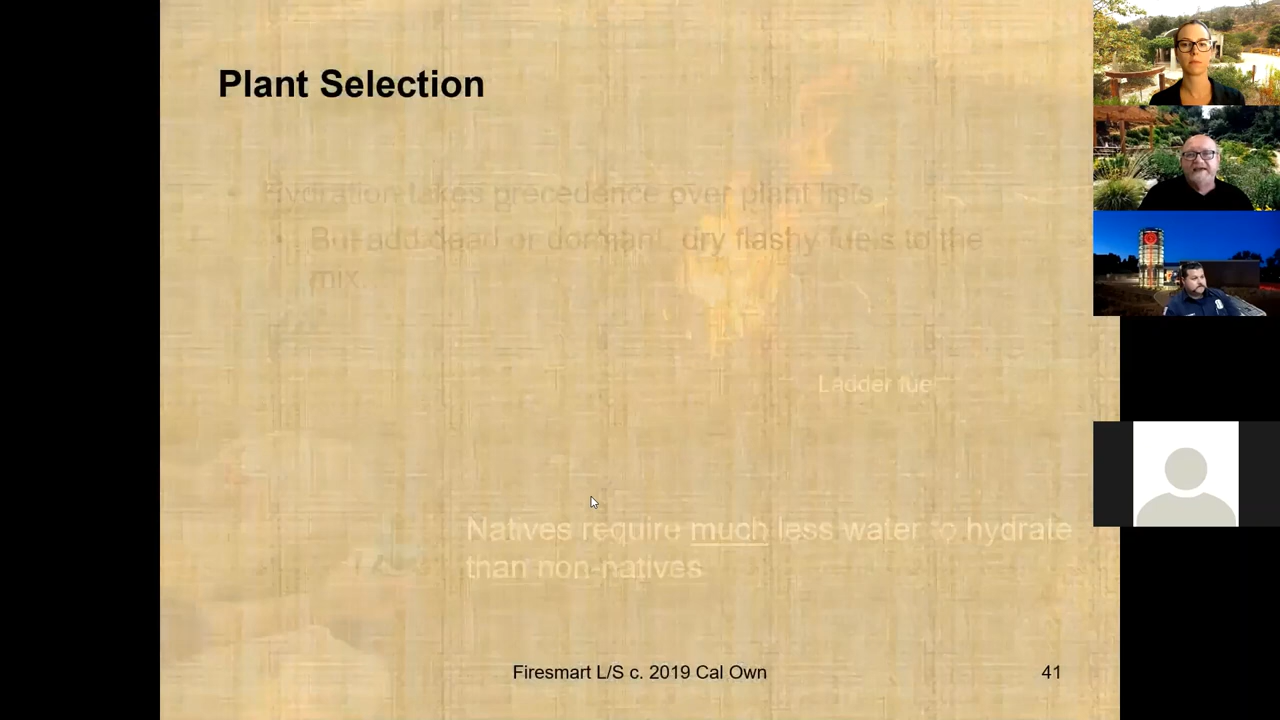 Plant Selection
• Hydration takes precedence over plant lists
• But add dead or dormant, dry flashy fuels to the
mix...
Ladder fuel
Natives require much less water to hydrate
than non-natives
Firesmart L/S c. 2019 Cal Own
41